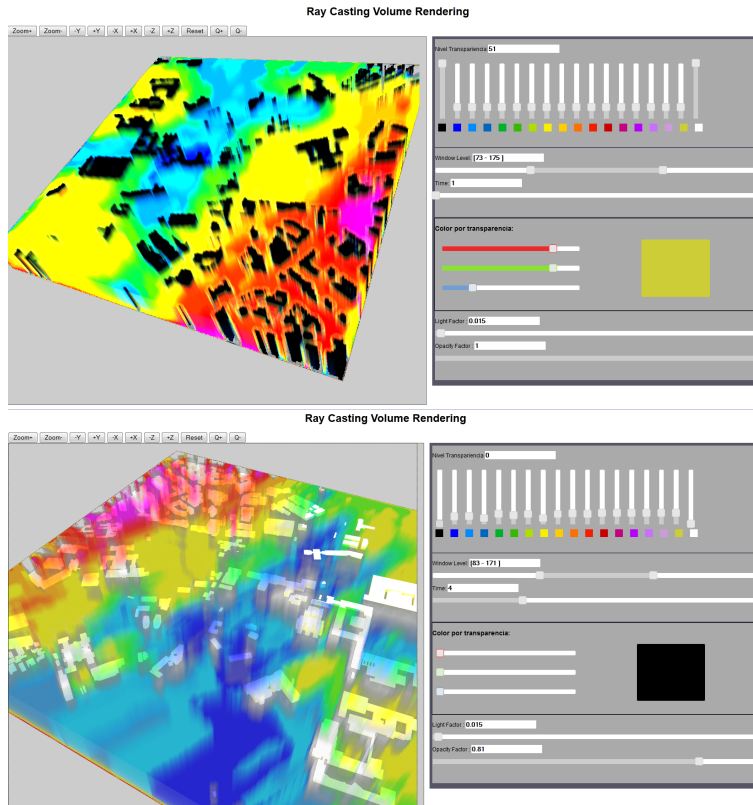 Ray Casting Volume Rendering
Zoom+ Zoom- -Y +Y -X +X -Z +Z Reset Q+ Q-
Nivel Transparencia 51
Window Level: [73 - 175 ]
Time: 1
Color por transparencia:
Light Factor: 0.015
Opacity Factor : 1
Ray Casting Volume Rendering
Zoom+ Zoom- -Y +Y -X +X -Z +Z Reset Q+ Q-
Nivel Transparencia 0
Window Level: [83 - 171 ]
Time: 4
Color por transparencia:
Light Factor: 0.015
Opacity Factor : 0.81